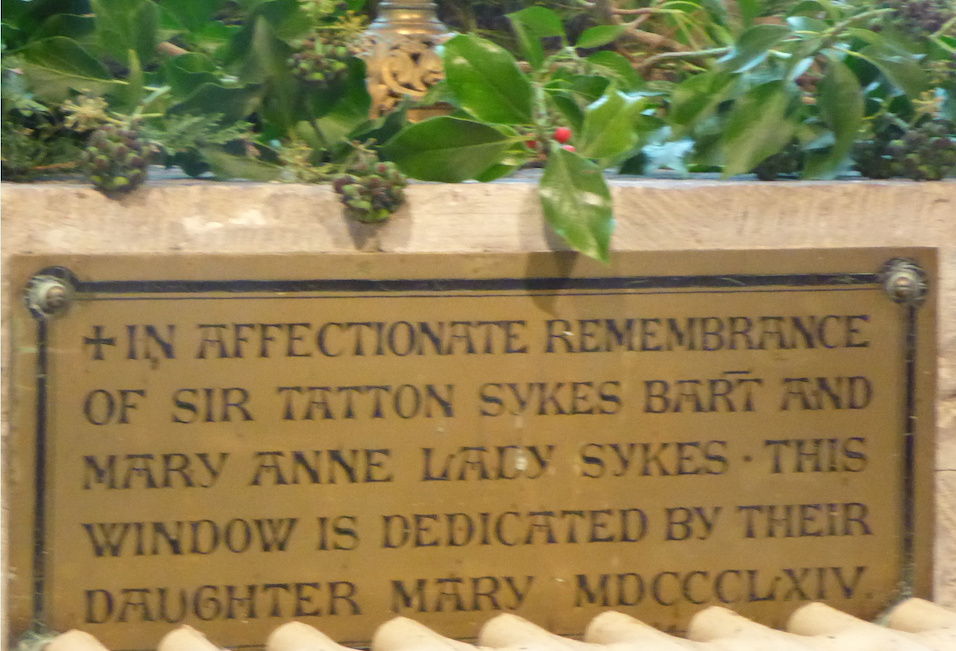 ✝IN AFFECTIONATE REMEMBRANCE
OF SIR TATTON SYKES BART AND
MARY ANNE LADY SYKES · THIS
WINDOW IS DEDICATED BY THEIR
DAUGHTER MARY MDCCCCLXIV.